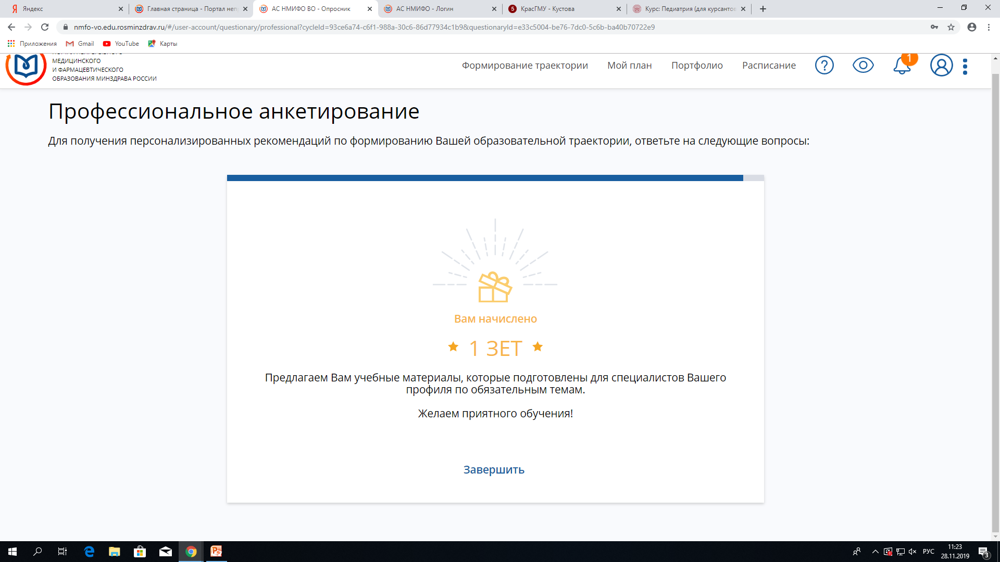 Яндекс
Главная страница - Портал неп
АС НМИФО ВО - Опросник
АС НМИФО - Логин
5
КрасГМУ - Кустова
Курс: Педиатрия (для курсантов
nmfo-vo.edu.rosminzdrav.ru/#/user-account/questionary/professional?cycleId=93ce6a74-c6f1-988a-30c6-86d77934c1b9&questionaryId=e33c5004-be76-7dc0-5c6b-ba40b70722e9
Приложения
Gmail
YouTube
Карты
МЕДИЦИНСКОГО
И ФАРМАЦЕВТИЧЕСКОГО
ОБРАЗОВАНИЯ МИНЗДРАВА РОССИИ
Формирование траектории
Мой план
Портфолио
Расписание
?
1
Профессиональное анкетирование
Для получения персонализированных рекомендаций по формированию Вашей образовательной траектории, ответьте на следующие вопросы:
Вам начислено
1 ЗЕТ
Предлагаем Вам учебные материалы, которые подготовлены для специалистов Вашего
профиля по обязательным темам.
Желаем приятного обучения!
Завершить
РУС
11:23
28.11.2019
3